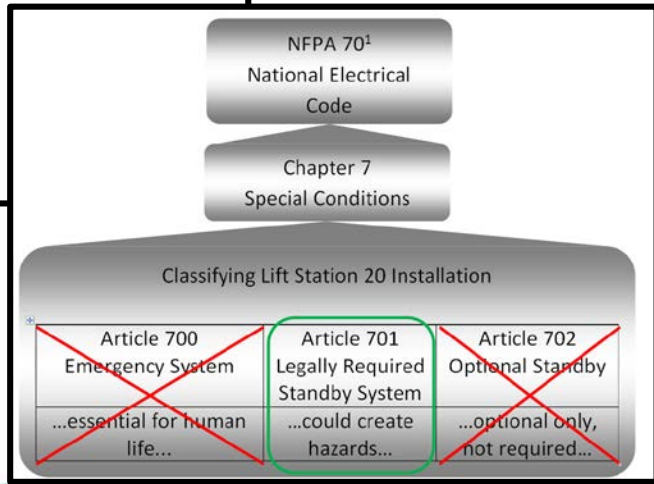 NFPA 70¹
National Electrical
Code
Chapter 7
Special Conditions
Classifying Lift Station 20 Installation
Article 700
Emergency System
Article 701
Legally Required
Standby System
Article 702
Optional Standby
...essential for human
life...
...could create
hazards...
...optional only,
not required...